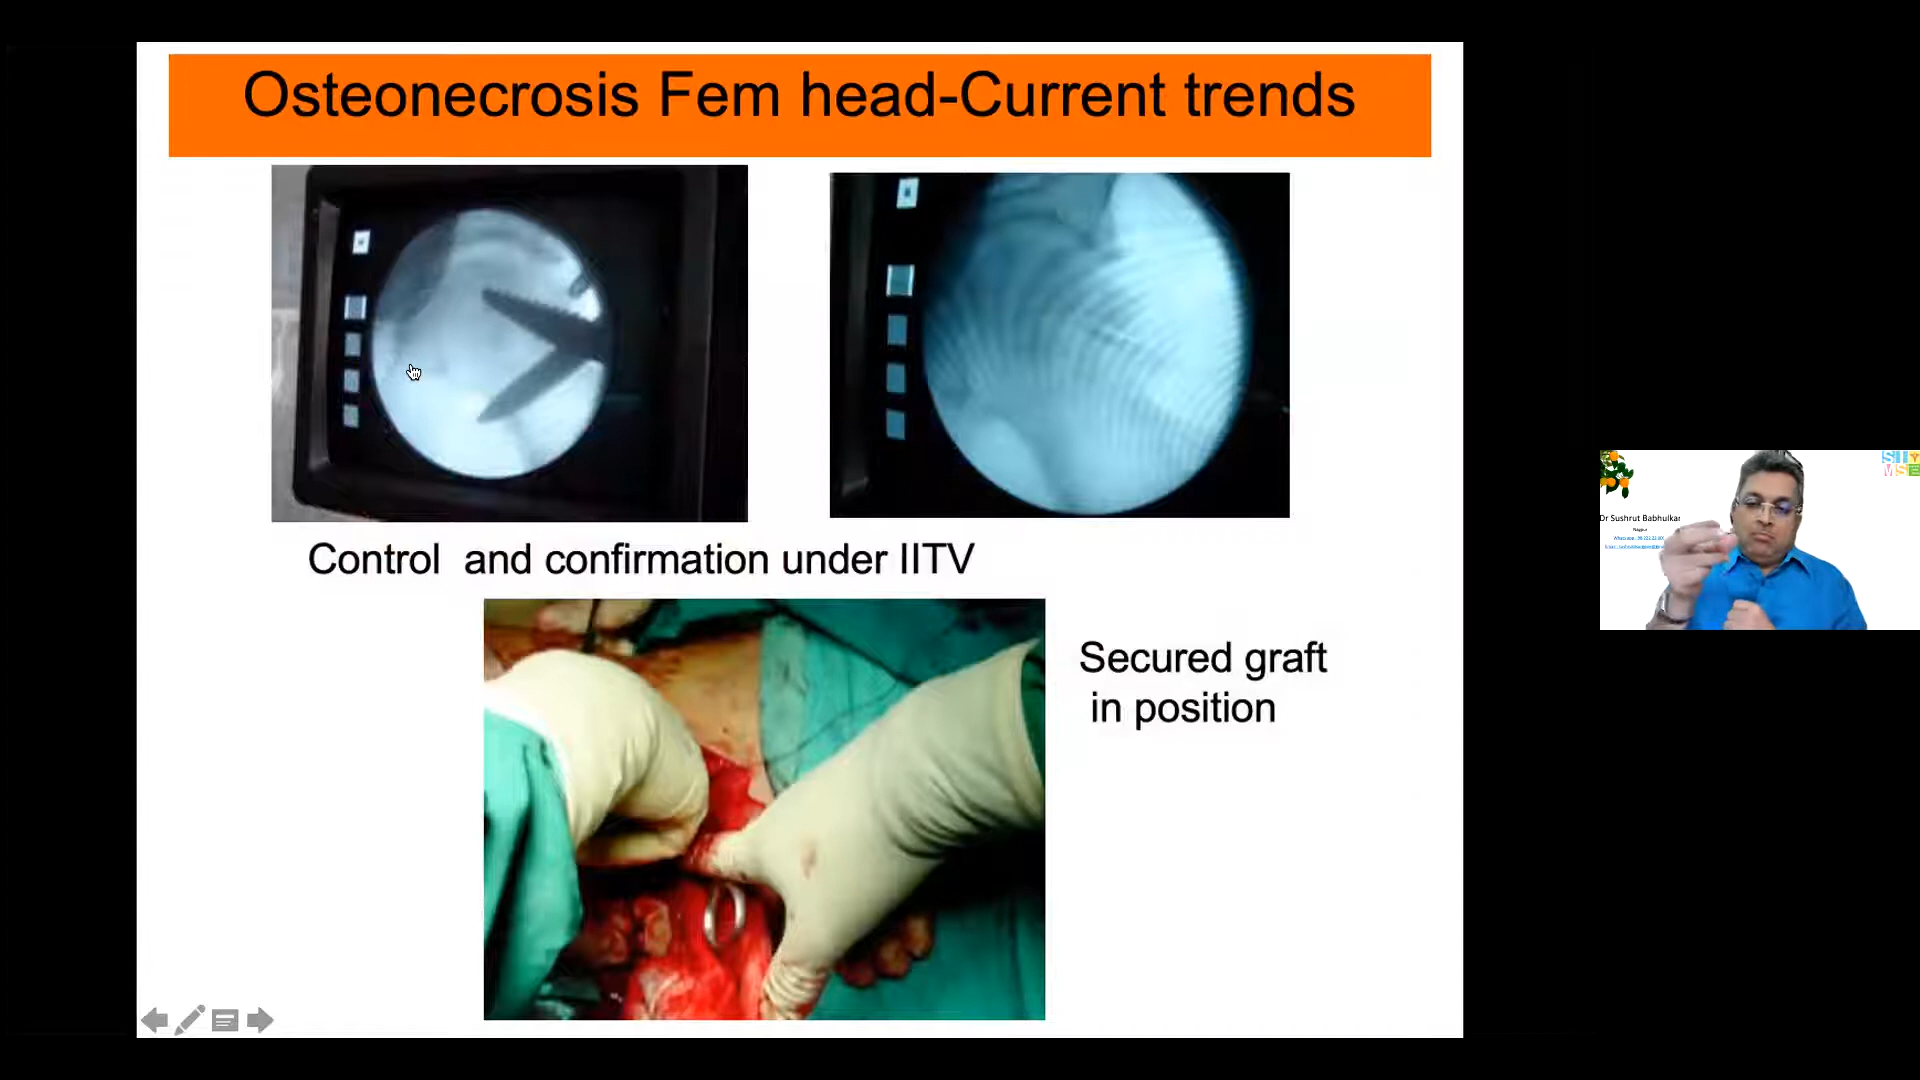 Osteonecrosis Fem head-Current trends
Control and confirmation under IITV
Secured graft
in position
Dr Sushrut Babhulkar
Nagpur